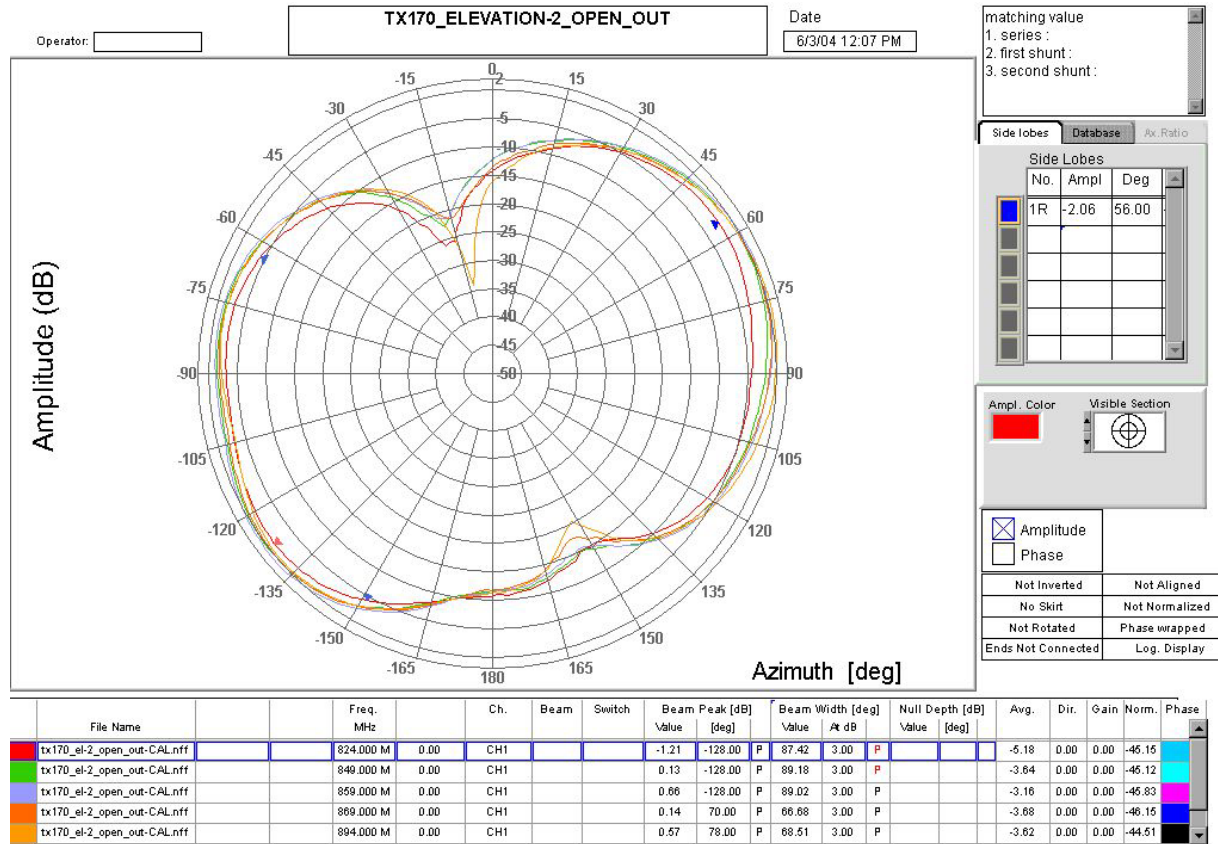 TX170_ELEVATION-2_OPEN_OUT
Operator:
Date
6/3/04 12:07 PM
matching value
1. series :
2. first shunt :
3. second shunt :
Side lobes Database Ax.Ratio
Side Lobes
No. Ampl Deg
1R -2.06 56.00
Ampl. Color Visible Section
Amplitude
Phase
Not Inverted Not Aligned
No Skirt Not Normalized
Not Rotated Phase wrapped
Ends Not Connected Log. Display
Amplitude (dB)
Azimuth [deg]
0
15
30
45
60
75
90
105
120
135
150
165
180
-165
-150
-135
-120
-105
-90
-75
-60
-45
-30
-15
2
-5
-10
-15
-20
-25
-30
-35
-40
-45
-50
File Name Freq. MHz Ch. Beam Switch Beam Peak [dB] Value [deg] Beam Width [deg] Value At dB Null Depth [dB] Value [deg] Avg. Dir. Gain Norm. Phase
tx170_el-2_open_out-CAL.nff 824.000 M 0.00 CH1 -1.21 -128.00 P 87.42 3.00 P -5.18 0.00 0.00 -45.15
tx170_el-2_open_out-CAL.nff 849.000 M 0.00 CH1 0.13 -128.00 P 89.18 3.00 P -3.64 0.00 0.00 -45.12
tx170_el-2_open_out-CAL.nff 859.000 M 0.00 CH1 0.66 -128.00 P 89.02 3.00 P -3.16 0.00 0.00 -45.83
tx170_el-2_open_out-CAL.nff 869.000 M 0.00 CH1 0.14 70.00 P 66.68 3.00 P -3.68 0.00 0.00 -46.15
tx170_el-2_open_out-CAL.nff 894.000 M 0.00 CH1 0.57 78.00 P 68.51 3.00 P -3.62 0.00 0.00 -44.51